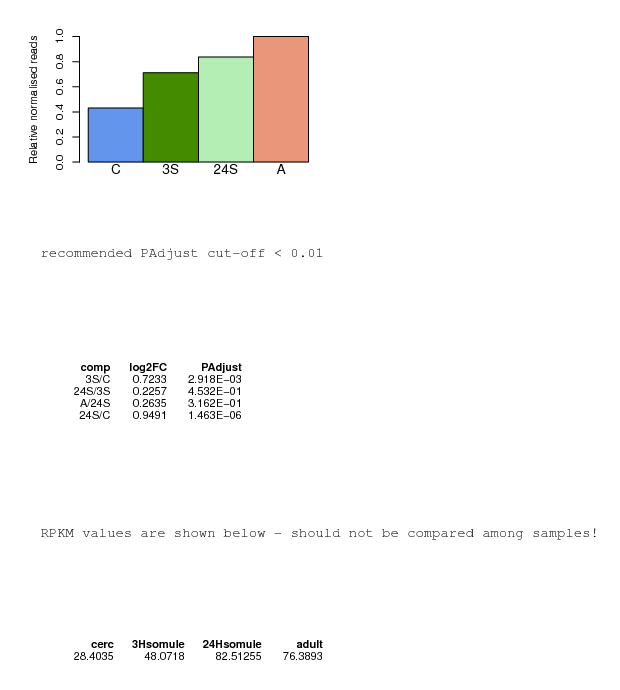 Relative normalised reads
1.0
0.8
0.6
0.4
0.2
0.0
C 3S 24S A
recommended PAdjust cut-off < 0.01
comp log2FC PAdjust
3S/C 0.7233 2.918E-03
24S/3S 0.2257 4.532E-01
A/24S 0.2635 3.162E-01
24S/C 0.9491 1.463E-06
RPKM values are shown below - should not be compared among samples!
cerc 3Hsomule 24Hsomule adult
28.4035 48.0718 82.51255 76.3893